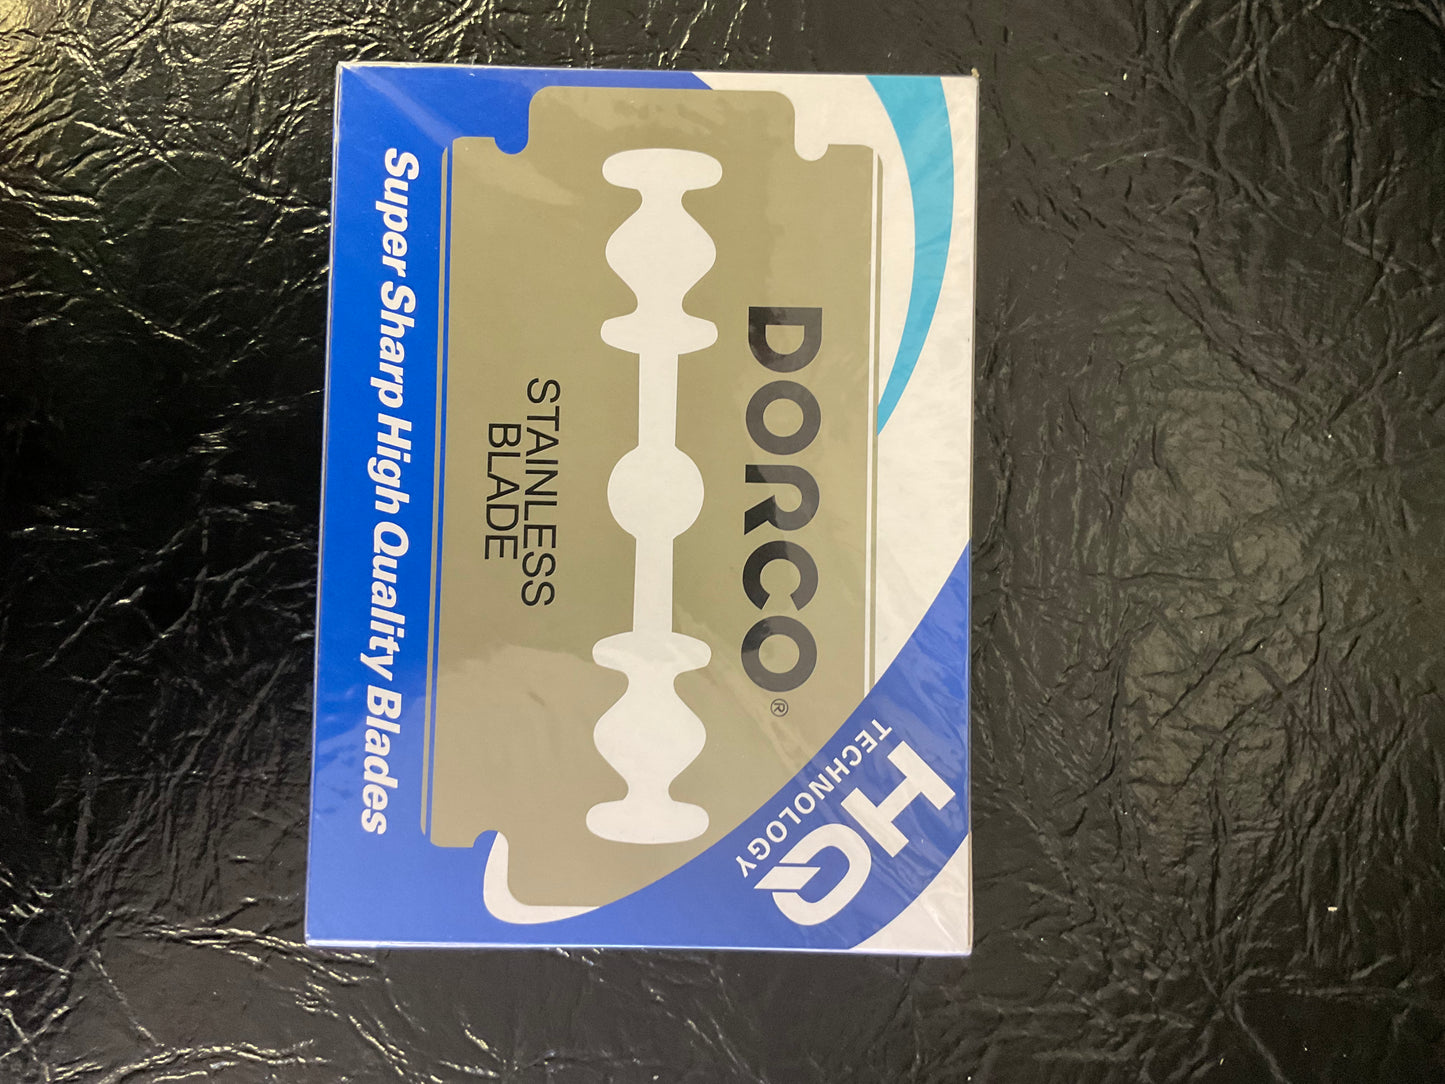 DORCO®
STAINLESS
BLADE
HQ
TECHNOLOGY
Super Sharp High Quality Blades